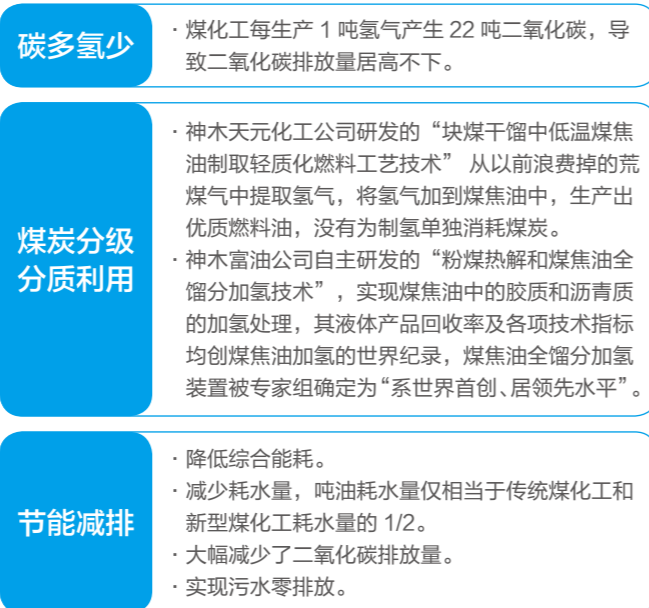 碳多氢少
· 煤化工每生产 1 吨氢气产生 22 吨二氧化碳，导
致二氧化碳排放量居高不下。
煤炭分级
分质利用
· 神木天元化工公司研发的“块煤干馏中低温煤焦
油制取轻质化燃料工艺技术” 从以前浪费掉的荒
煤气中提取氢气，将氢气加到煤焦油中，生产出
优质燃料油，没有为制氢单独消耗煤炭。
· 神木富油公司自主研发的“粉煤热解和煤焦油全
馏分加氢技术”，实现煤焦油中的胶质和沥青质
的加氢处理，其液体产品回收率及各项技术指标
均创煤焦油加氢的世界纪录，煤焦油全馏分加氢
装置被专家组确定为“系世界首创、居领先水平”。
节能减排
· 降低综合能耗。
· 减少耗水量，吨油耗水量仅相当于传统煤化工和
新型煤化工耗水量的 1/2。
· 大幅减少了二氧化碳排放量。
· 实现污水零排放。